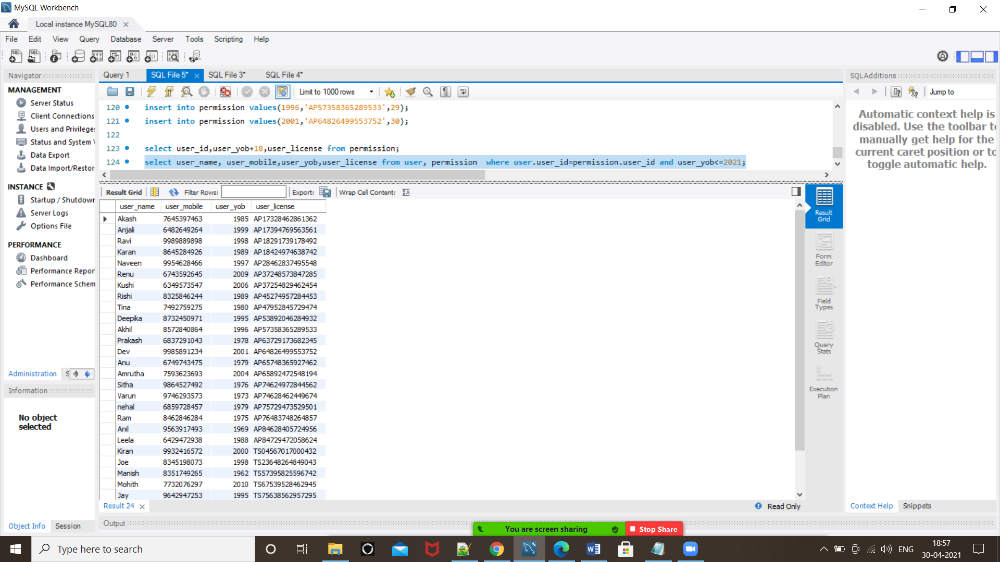 MySQL Workbench
Local instance MySQL80
File Edit View Query Database Server Tools Scripting Help
Navigator
MANAGEMENT
Server Status
Client Connections
Users and Privileges
Status and System V
Data Export
Data Import/Restor
INSTANCE
Startup / Shutdown
Server Logs
Options File
PERFORMANCE
Dashboard
Performance Repor
Performance Schem
Administration S
Information
No object
selected
Object Info Session
Query 1 SQL File 5* SQL File 3* SQL File 4*
Limit to 1000 rows
120 insert into permission values(1996,'AP57358365289533',29);
121 insert into permission values(2001,'AP64826499553752',30);
122
123 select user_id,user_yob+18,user_license from permission;
124 select user_name, user_mobile,user_yob,user_license from user, permission  where user.user_id=permission.user_id and user_yob<=2021;
Result Grid Filter Rows: Export: Wrap Cell Content:
user_name user_mobile user_yob user_license
Akash 7645397463 1985 AP17328462861362
Anjali 6482649264 1999 AP17394769563561
Ravi 9989889898 1998 AP18291739178492
Karan 8645284926 1989 AP18424974638742
Naveen 9954628466 1997 AP28462837495548
Renu 6743592645 2009 AP37248573847285
Kushi 6349573547 2006 AP37254829462454
Rishi 8325846244 1989 AP45274957284453
Tina 7492759275 1980 AP47952845729474
Deepika 8732450971 1995 AP53892046284932
Akhil 8572840864 1996 AP57358365289533
Prakash 6837291043 1978 AP63729173682345
Dev 9985891234 2001 AP64826499553752
Anu 6749743475 1979 AP65748365927462
Amrutha 7593623693 2004 AP65892472548194
Sitha 9864527492 1976 AP74624972844562
Varun 9746293573 1973 AP74628462449674
nehal 6859728457 1979 AP75729473529501
Ram 8462846284 1975 AP76483748264857
Anil 9563917493 1969 AP84628405724956
Leela 6429472938 1988 AP84729472058624
Kiran 9932416572 2000 TS04567017000432
Joe 8345198073 1998 TS23648264849043
Manish 8351749265 1962 TS57395825596742
Mohith 7732076297 2010 TS67539528462945
Jay 9642947253 1995 TS75638562957295
Result
Grid
Form
Editor
Field
Types
Query
Stats
Execution
Plan
Result 24
Read Only
Output
SQLAdditions
Jump to
Automatic context help is
disabled. Use the toolbar to
manually get help for the
current caret position or to
toggle automatic help.
Context Help Snippets
You are screen sharing Stop Share
Type here to search
ENG
18:57
30-04-2021